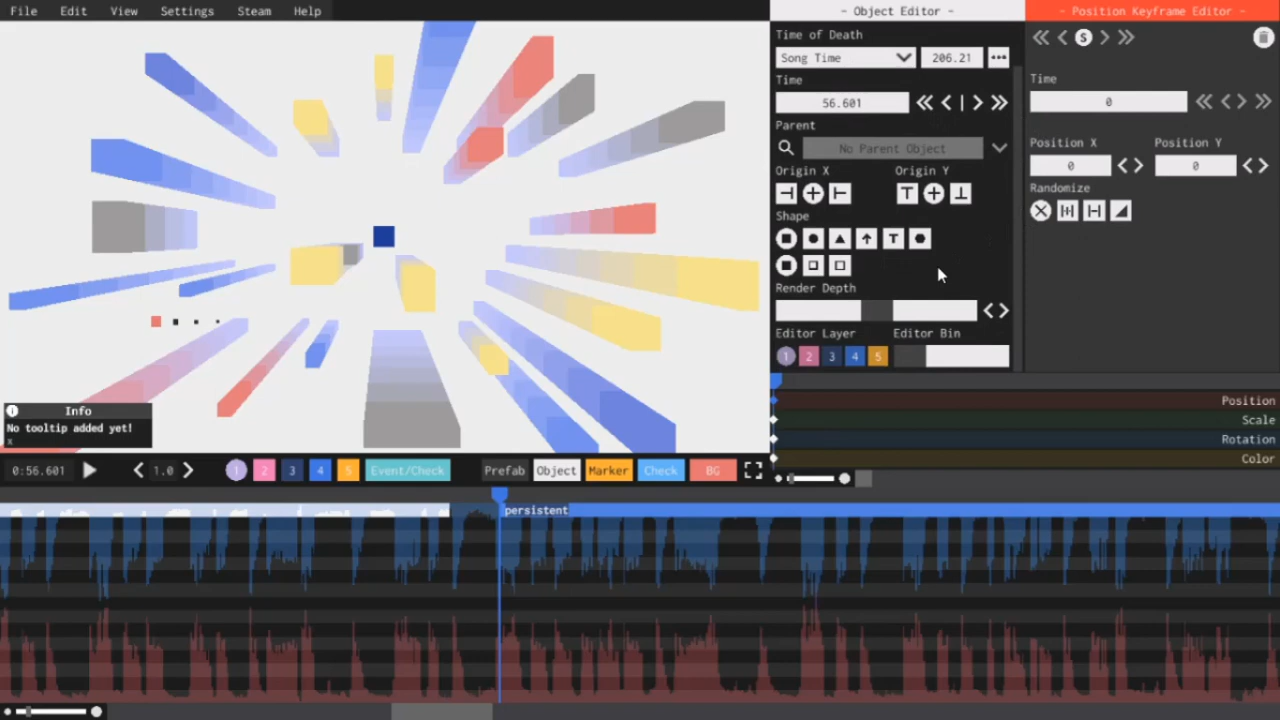 File Edit View Settings Steam Help
- Object Editor -
- Position Keyframe Editor -
Time of Death
Song Time 206.21
Time
56.601
Parent
No Parent Object
Origin X Origin Y
Shape
Render Depth
Editor Layer Editor Bin
1 2 3 4 5
S
Time
0
Position X Position Y
0 0
Randomize
Position
Scale
Rotation
Color
Info
No tooltip added yet!
x
0:56.601 1.0 1 2 3 4 5 Event/Check Prefab Object Marker Check BG
persistent